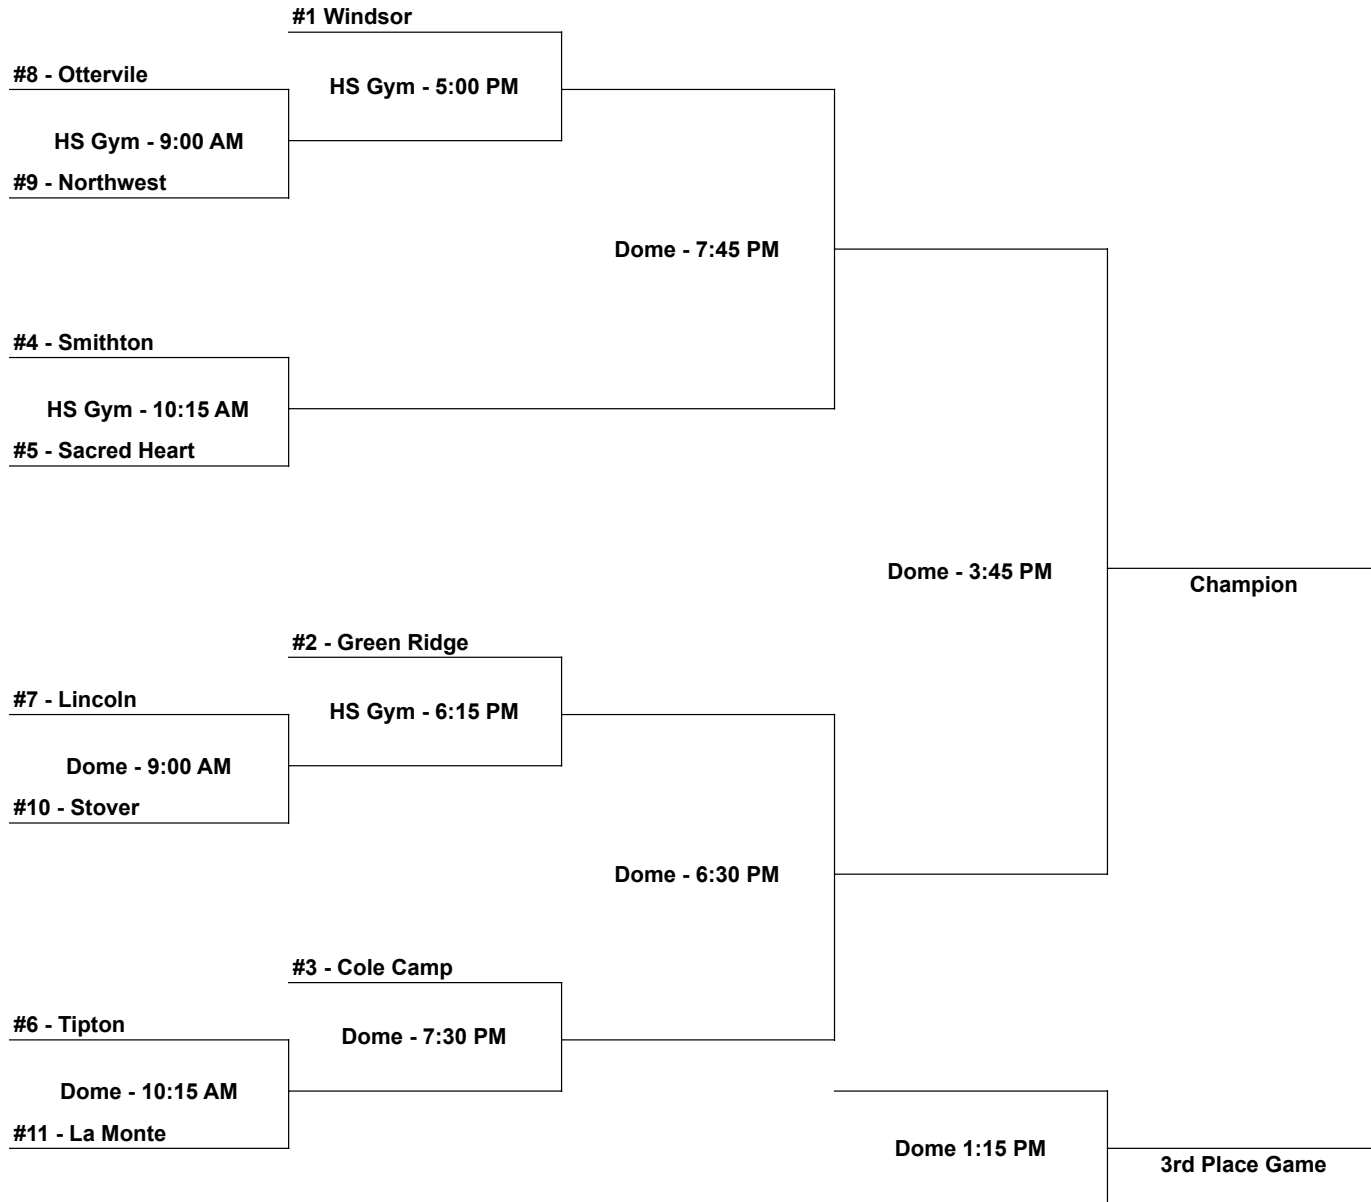 #1 Windsor
#8 - Ottervile
HS Gym - 5:00 PM
HS Gym - 9:00 AM
#9 - Northwest
Dome - 7:45 PM
#4 - Smithton
HS Gym - 10:15 AM
#5 - Sacred Heart
Dome - 3:45 PM
Champion
#2 - Green Ridge
#7 - Lincoln
HS Gym - 6:15 PM
Dome - 9:00 AM
#10 - Stover
Dome - 6:30 PM
#3 - Cole Camp
#6 - Tipton
Dome - 7:30 PM
Dome - 10:15 AM
#11 - La Monte
Dome 1:15 PM
3rd Place Game